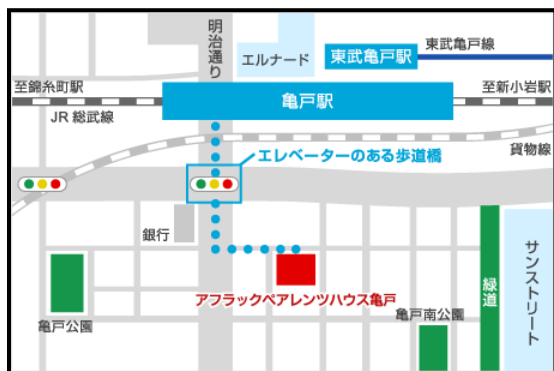 明治通り
エルナード
東武亀戸駅
東武亀戸線
至錦糸町駅
亀戸駅
至新小岩駅
JR 総武線
エレベーターのある歩道橋
貨物線
銀行
アフラックペアレンツハウス亀戸
亀戸公園
亀戸南公園
緑道
サンストリート